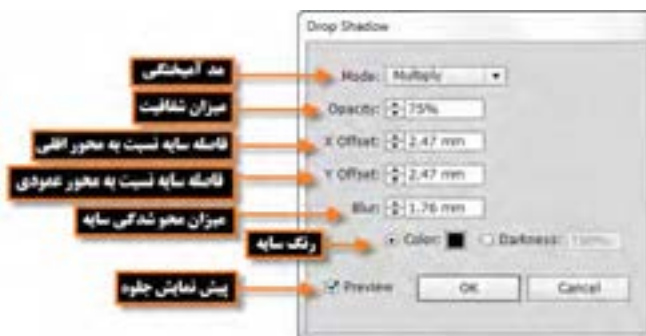 Drop Shadow
مد آمیختگی
Mode: Multiply
میزان شفافیت
Opacity: 75%
فاصله سایه نسبت به محور افقی
X Offset: 2.47 mm
فاصله سایه نسبت به محور عمودی
Y Offset: 2.47 mm
میزان محو شدگی سایه
Blur: 1.76 mm
رنگ سایه
Color: Darkness:
پیش نمایش جلوه
Preview OK Cancel